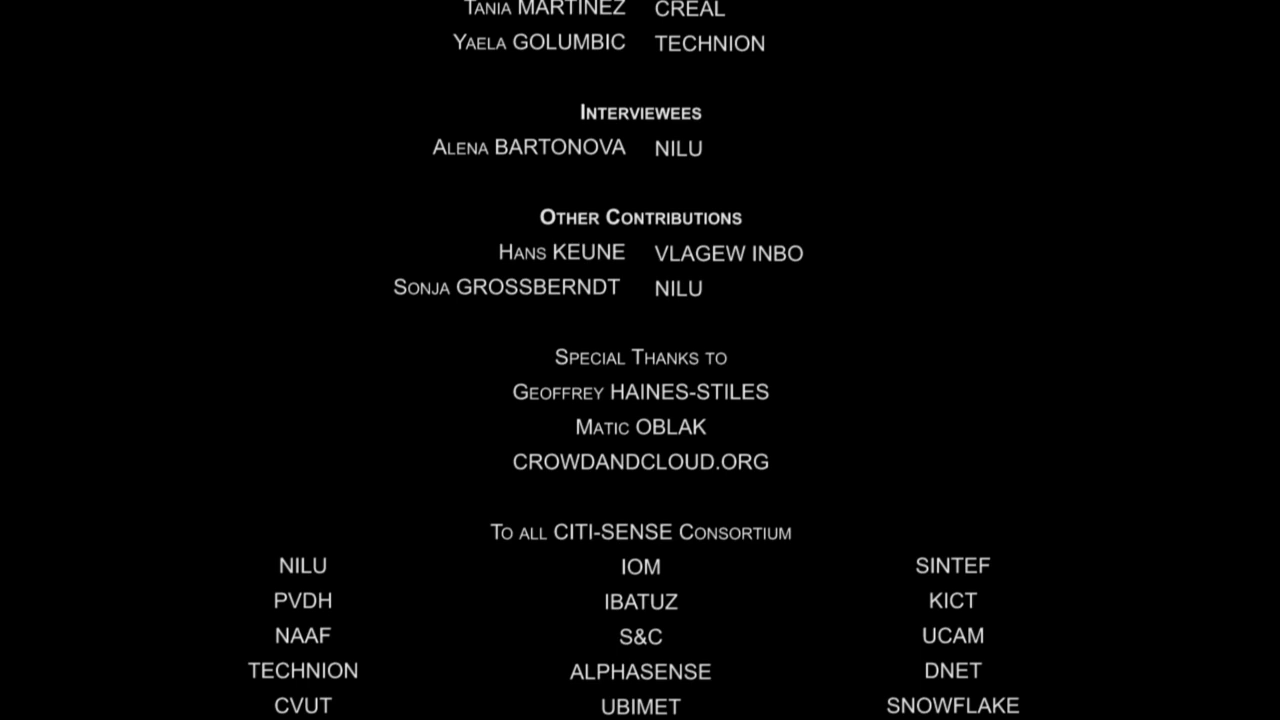 Tania MARTINEZ CREAL
Yaela GOLUMBIC TECHNION
Interviewees
Alena BARTONOVA NILU
Other Contributions
Hans KEUNE VLAGEW INBO
Sonja GROSSBERNDT NILU
Special Thanks to
Geoffrey HAINES-STILES
Matic OBLAK
CROWDANDCLOUD.ORG
To all CITI-SENSE Consortium
NILU IOM SINTEF
PVDH IBATUZ KICT
NAAF S&C UCAM
TECHNION ALPHASENSE DNET
CVUT UBIMET SNOWFLAKE